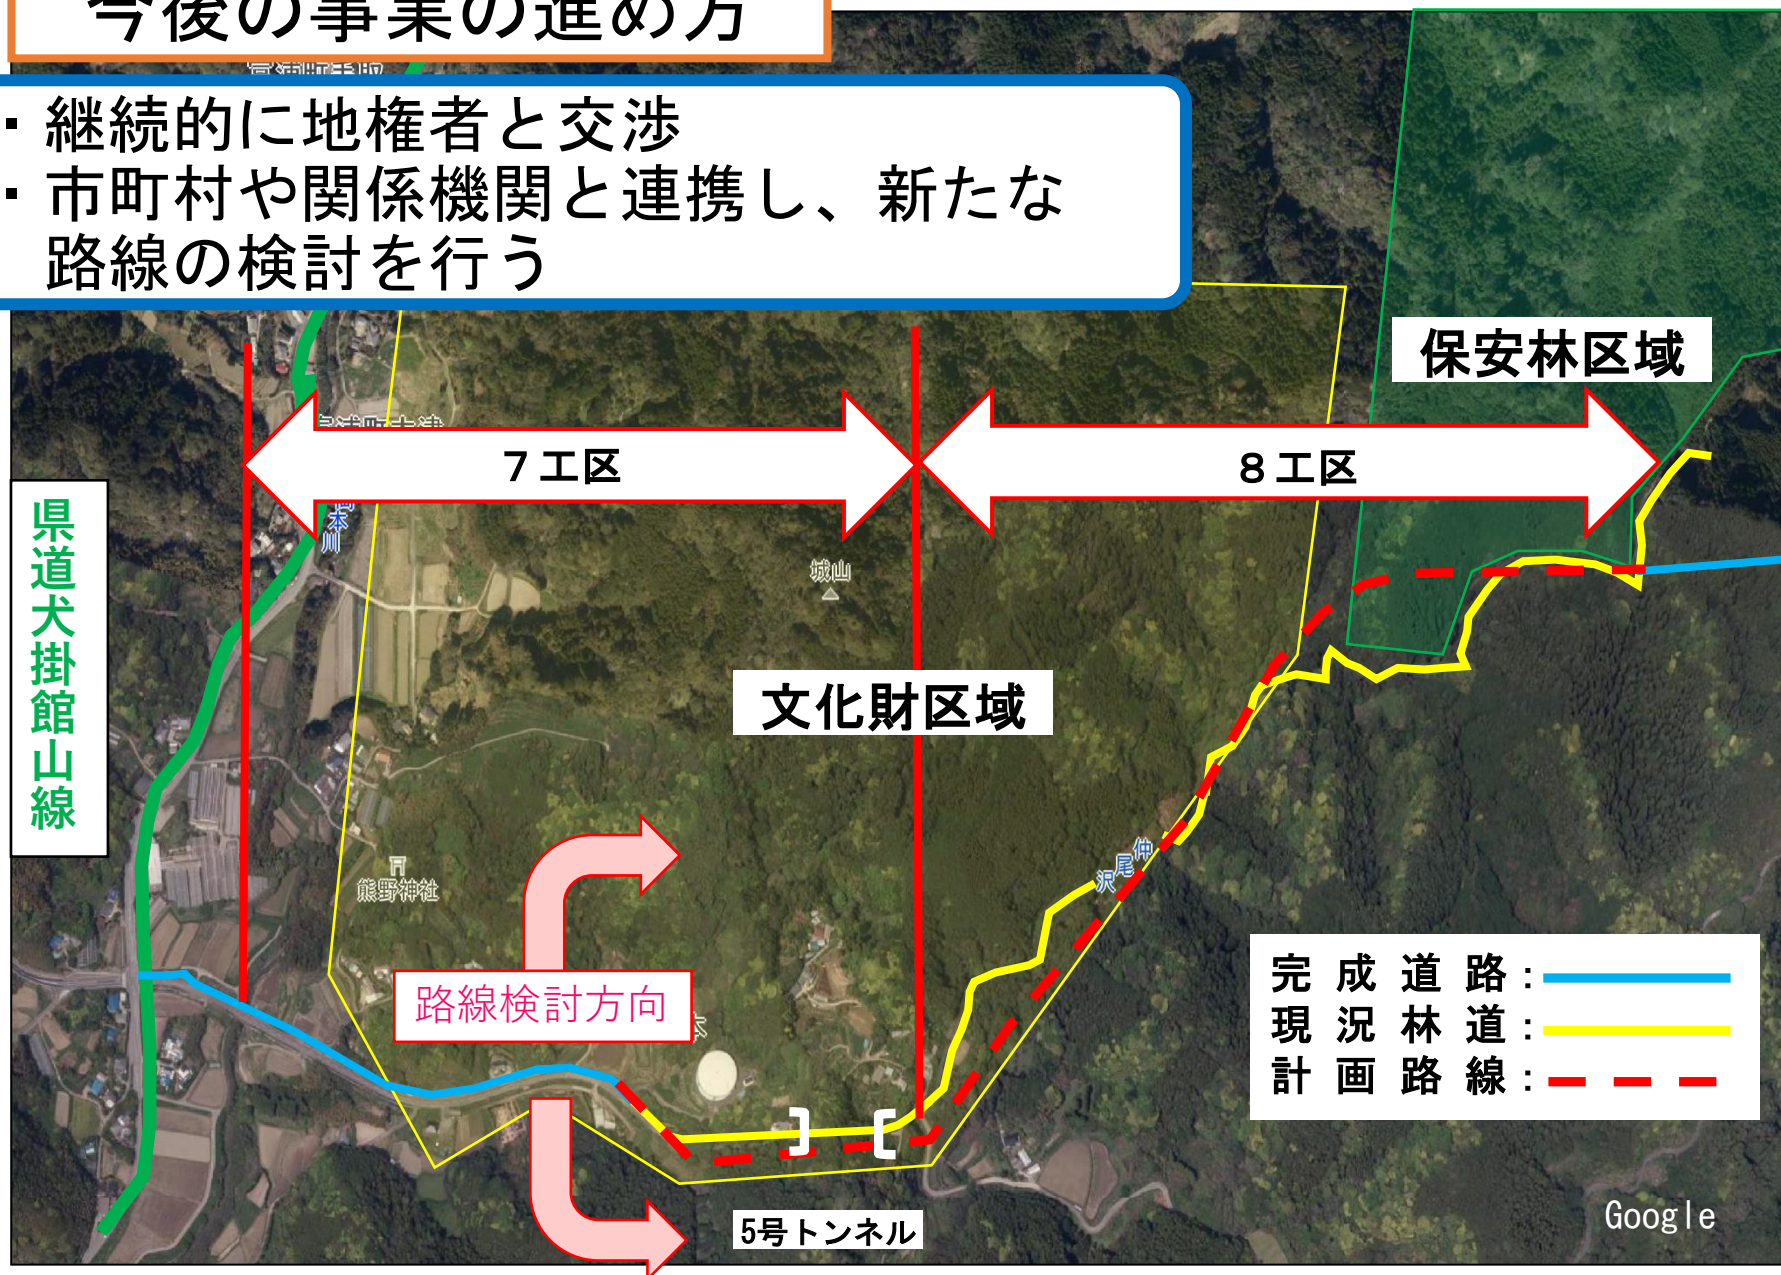 今後の事業の進め方
・継続的に地権者と交渉
・市町村や関係機関と連携し、新たな
路線の検討を行う
保安林区域
7工区
8工区
県道犬掛館山線
城山
文化財区域
熊野神社
仲尾沢
路線検討方向
完成道路：
現況林道：
計画路線：
5号トンネル
Google